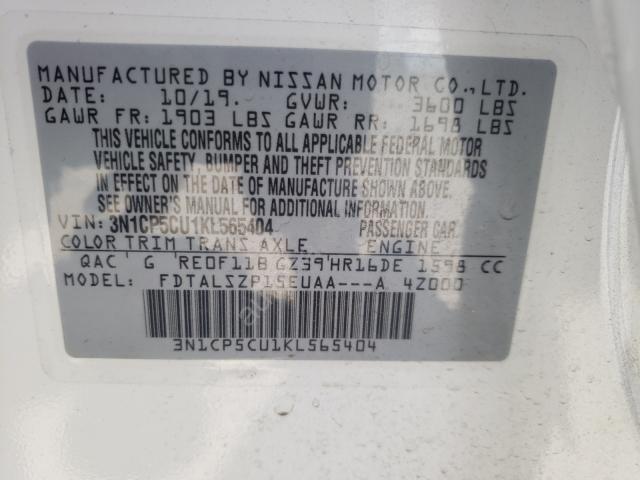 MANUFACTURED BY NISSAN MOTOR CO.,LTD.
DATE: 10/19. GVWR: 3600 LBS
GAWR FR: 1903 LBS GAWR RR: 1698 LBS
THIS VEHICLE CONFORMS TO ALL APPLICABLE FEDERAL MOTOR
VEHICLE SAFETY, BUMPER AND THEFT PREVENTION STANDARDS
IN EFFECT ON THE DATE OF MANUFACTURE SHOWN ABOVE.
SEE OWNER'S MANUAL FOR ADDITIONAL INFORMATION.
VIN: 3N1CP5CU1KL565404 PASSENGER CAR
COLOR TRIM TRANS AXLE ENGINE
QAC G RE0F11B GZ39 HR16DE 1598 CC
MODEL: FDTALSZP15EUAA---A 4Z000
3N1CP5CU1KL565404